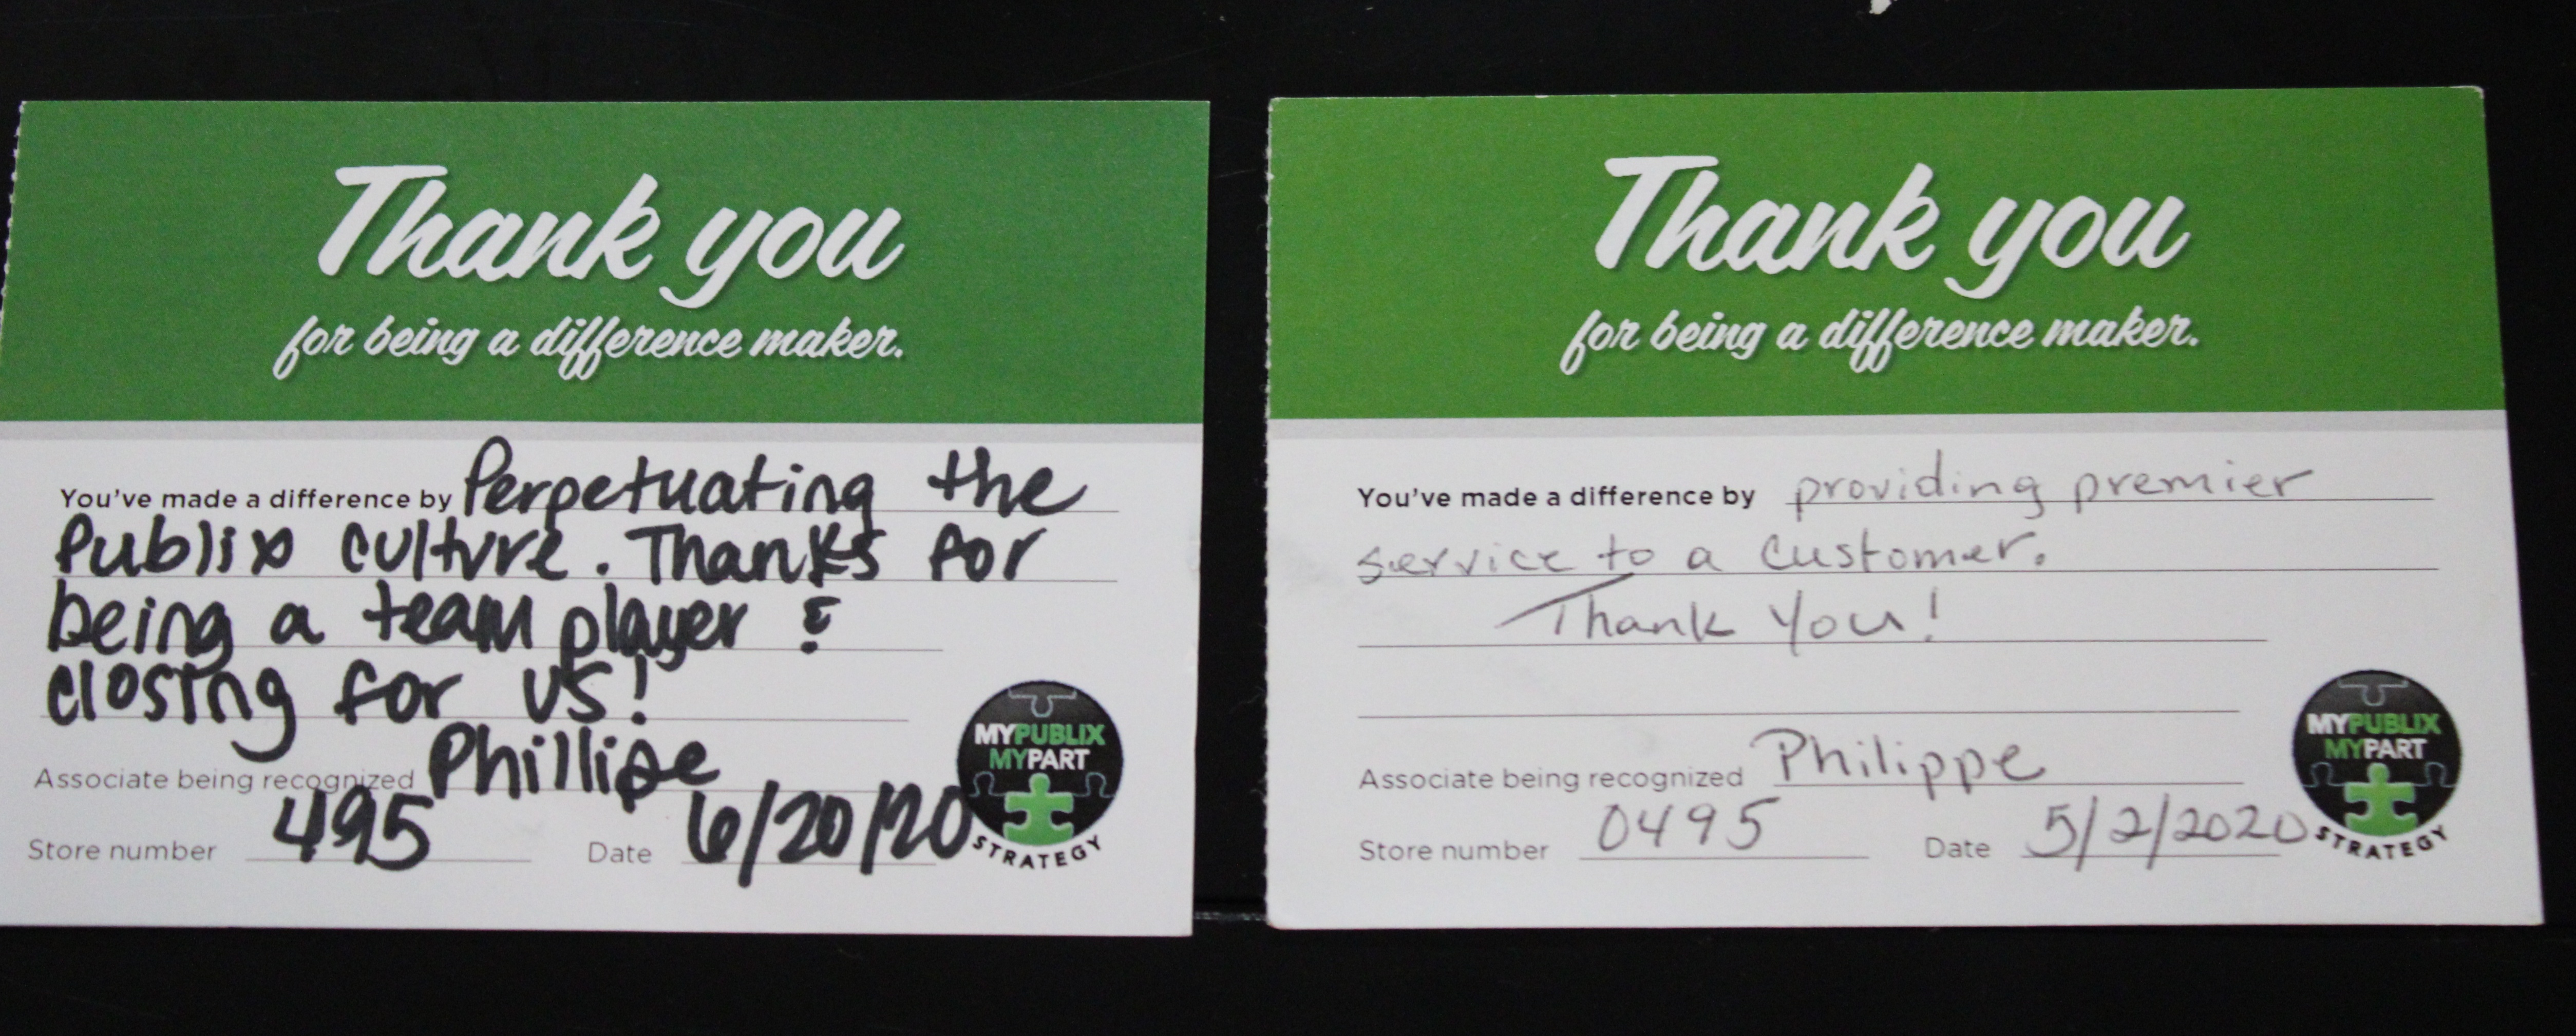 Thank you
for being a difference maker.
You've made a difference by Perpetuating the
Publix culture. Thanks for
being a team player &
closing for us!
Associate being recognized Phillipe
Store number 495 Date 6/20/20
MYPUBLIX
MYPART
STRATEGY
Thank you
for being a difference maker.
You've made a difference by providing premier
service to a customer.
Thank You!
Associate being recognized Philippe
Store number 0495 Date 5/2/2020
MYPUBLIX
MYPART
STRATEGY